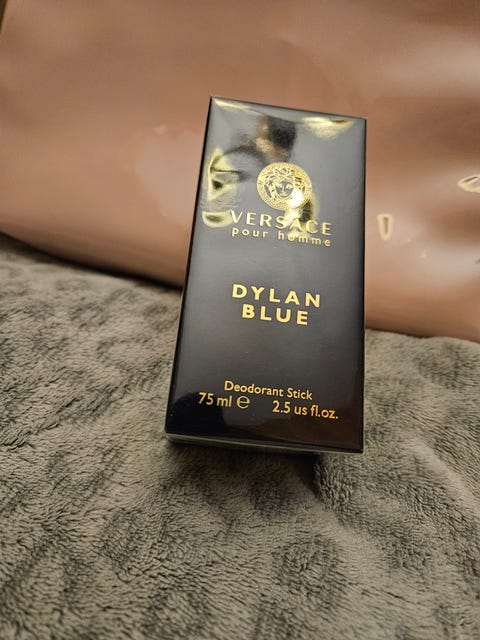 VERSACE
pour homme
DYLAN
BLUE
Deodorant Stick
75 ml ℮ 2.5 us fl.oz.